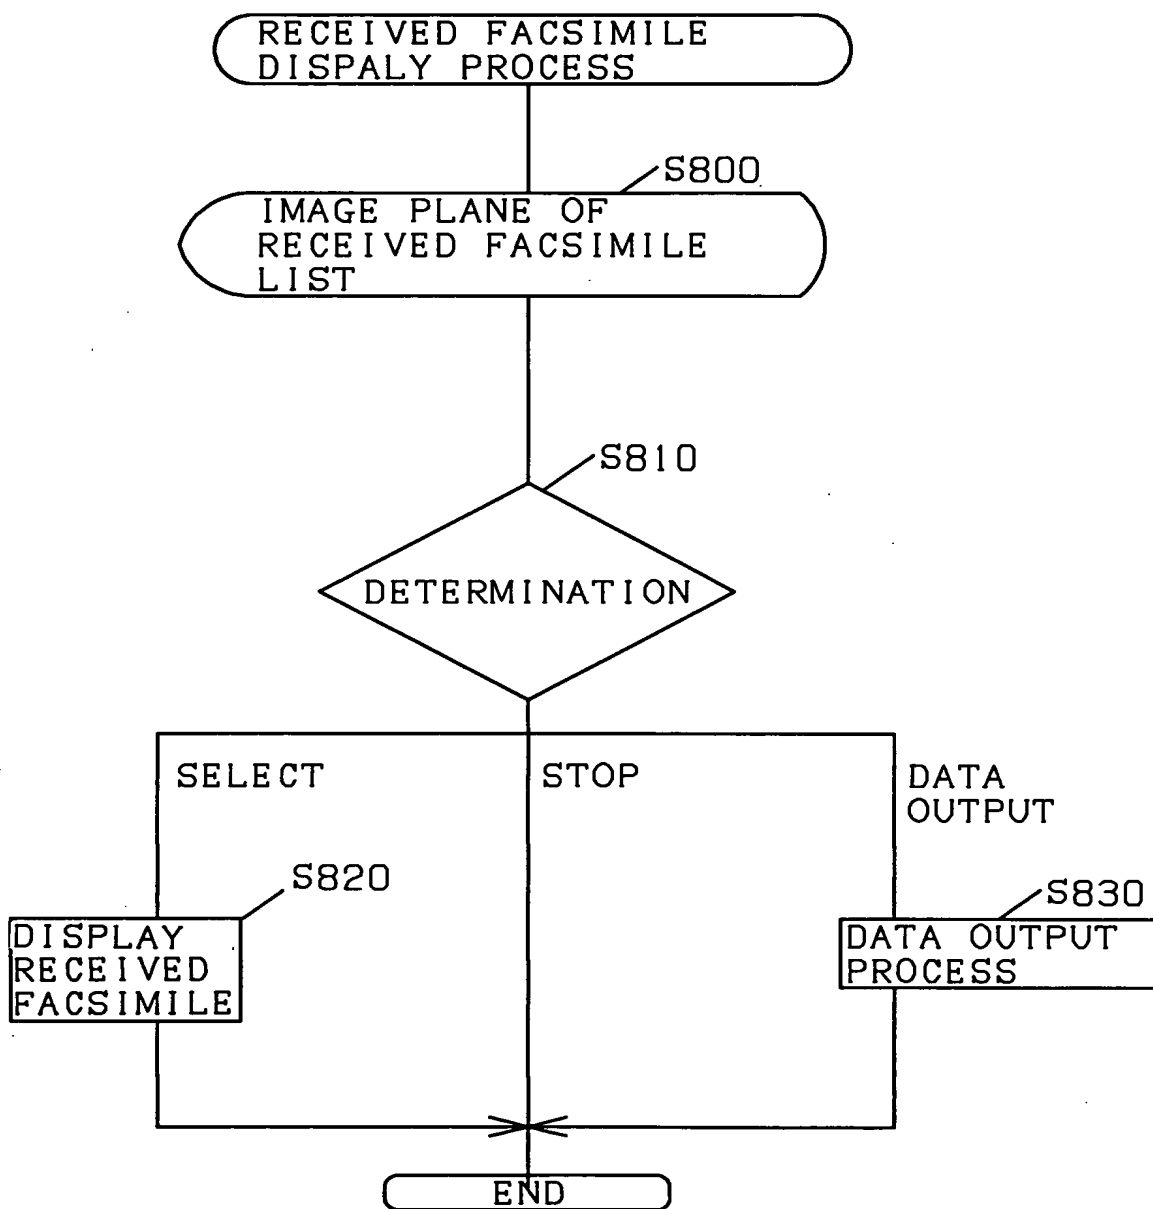 RECEIVED FACSIMILE
DISPALY PROCESS
S800
IMAGE PLANE OF
RECEIVED FACSIMILE
LIST
S810
DETERMINATION
SELECT
STOP
DATA
OUTPUT
S820
S830
DISPLAY
RECEIVED
FACSIMILE
DATA OUTPUT
PROCESS
END